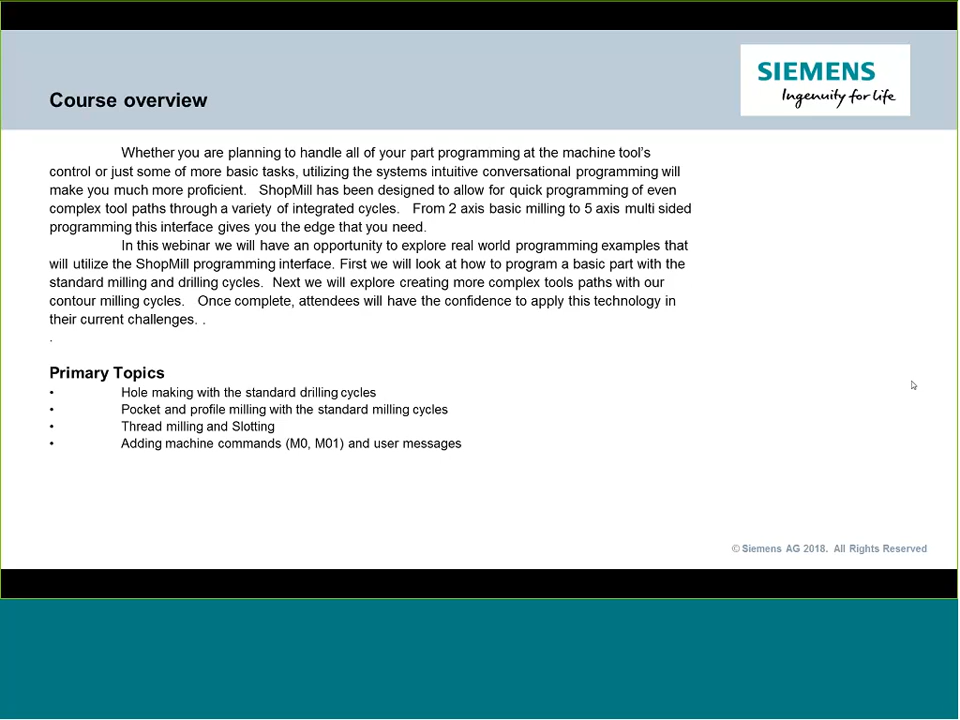 SIEMENS
Ingenuity for life
Course overview
Whether you are planning to handle all of your part programming at the machine tool's
control or just some of more basic tasks, utilizing the systems intuitive conversational programming will
make you much more proficient. ShopMill has been designed to allow for quick programming of even
complex tool paths through a variety of integrated cycles. From 2 axis basic milling to 5 axis multi sided
programming this interface gives you the edge that you need.
In this webinar we will have an opportunity to explore real world programming examples that
will utilize the ShopMill programming interface. First we will look at how to program a basic part with the
standard milling and drilling cycles. Next we will explore creating more complex tools paths with our
contour milling cycles. Once complete, attendees will have the confidence to apply this technology in
their current challenges. .
.
Primary Topics
• Hole making with the standard drilling cycles
• Pocket and profile milling with the standard milling cycles
• Thread milling and Slotting
• Adding machine commands (M0, M01) and user messages
© Siemens AG 2018. All Rights Reserved